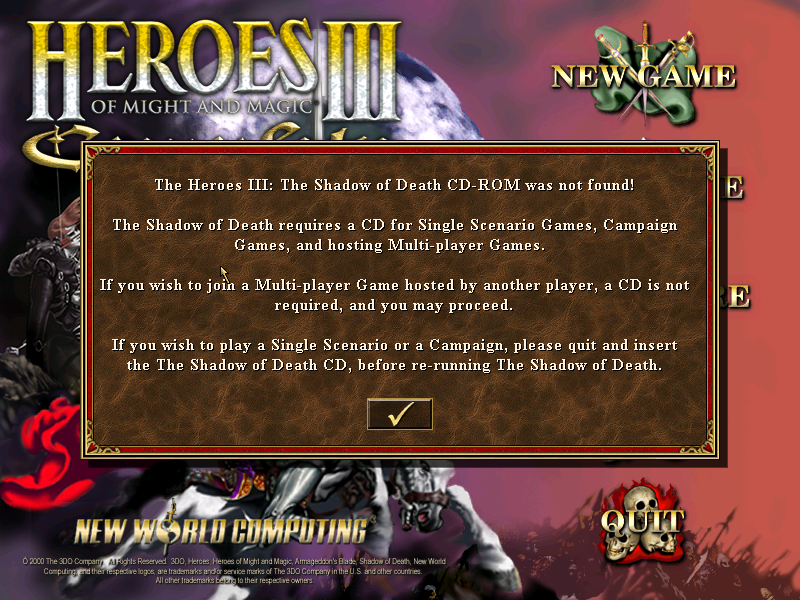 HEROES III
OF MIGHT AND MAGIC
NEW GAME
The Heroes III: The Shadow of Death CD-ROM was not found!
The Shadow of Death requires a CD for Single Scenario Games, Campaign
Games, and hosting Multi-player Games.
If you wish to join a Multi-player Game hosted by another player, a CD is not
required, and you may proceed.
If you wish to play a Single Scenario or a Campaign, please quit and insert
the The Shadow of Death CD, before re-running The Shadow of Death.
NEW WORLD COMPUTING
QUIT
© 2000 The 3DO Company. All Rights Reserved. 3DO, Heroes, Heroes of Might and Magic, Armageddon's Blade, Shadow of Death, New World
Computing, and their respective logos, are trademarks and/or service marks of The 3DO Company in the U.S. and other countries.
All other trademarks belong to their respective owners